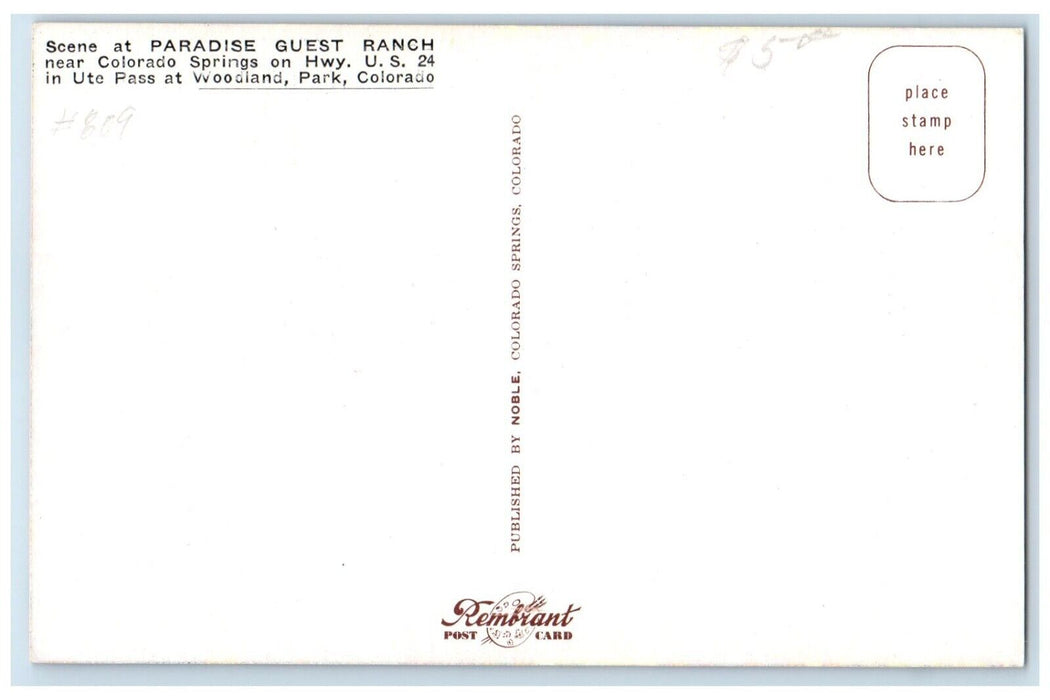 Scene at PARADISE GUEST RANCH
near Colorado Springs on Hwy. U. S. 24
in Ute Pass at Woodland, Park, Colorado
#809
$5
place
stamp
here
PUBLISHED BY NOBLE, COLORADO SPRINGS, COLORADO
Rembrant
POST CARD